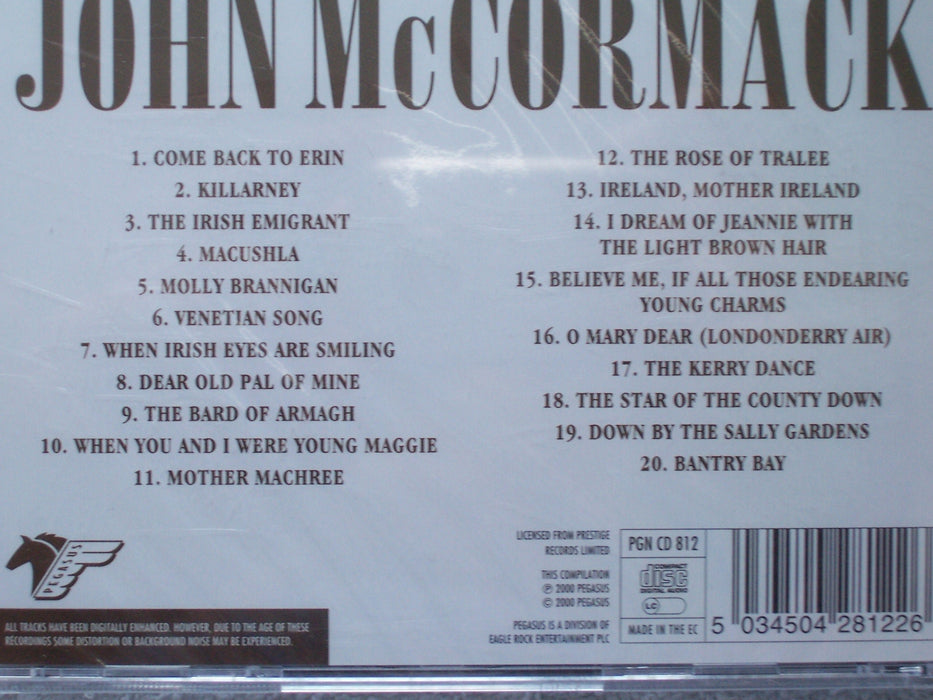 JOHN McCORMACK
1. COME BACK TO ERIN
2. KILLARNEY
3. THE IRISH EMIGRANT
4. MACUSHLA
5. MOLLY BRANNIGAN
6. VENETIAN SONG
7. WHEN IRISH EYES ARE SMILING
8. DEAR OLD PAL OF MINE
9. THE BARD OF ARMAGH
10. WHEN YOU AND I WERE YOUNG MAGGIE
11. MOTHER MACHREE
12. THE ROSE OF TRALEE
13. IRELAND, MOTHER IRELAND
14. I DREAM OF JEANNIE WITH
THE LIGHT BROWN HAIR
15. BELIEVE ME, IF ALL THOSE ENDEARING
YOUNG CHARMS
16. O MARY DEAR (LONDONDERRY AIR)
17. THE KERRY DANCE
18. THE STAR OF THE COUNTY DOWN
19. DOWN BY THE SALLY GARDENS
20. BANTRY BAY
PEGASUS
ALL TRACKS HAVE BEEN DIGITALLY ENHANCED. HOWEVER, DUE TO THE AGE OF THESE
RECORDINGS SOME DISTORTION OR BACKGROUND NOISE MAY BE EXPERIENCED.
LICENSED FROM PRESTIGE
RECORDS LIMITED
THIS COMPILATION
℗ 2000 PEGASUS
© 2000 PEGASUS
PEGASUS IS A DIVISION OF
EAGLE ROCK ENTERTAINMENT PLC
PGN CD 812
COMPACT
disc
DIGITAL AUDIO
LC
MADE IN THE EC
5 034504 281226